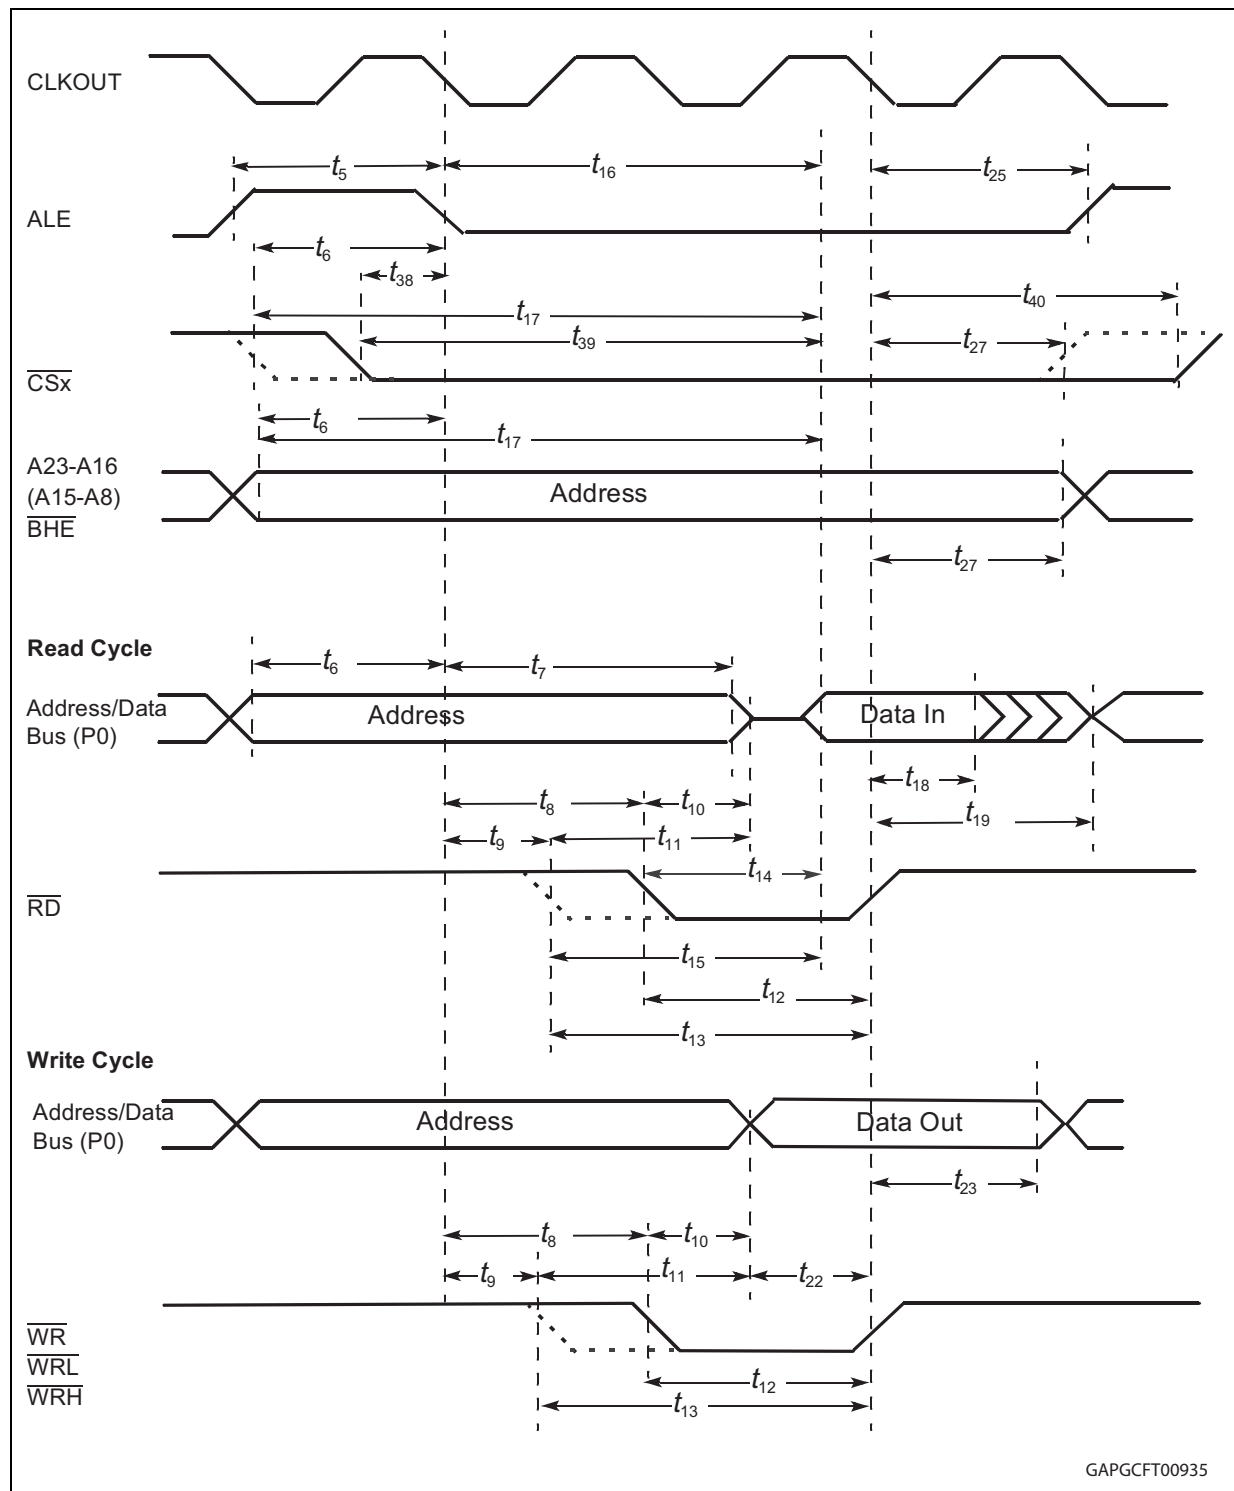 CLKOUT
t5 t16 t25
ALE
t6
t38
t40
t17
t39 t27
CSx
t6
t17
A23-A16
(A15-A8) Address
BHE
t27
Read Cycle
t6 t7
Address/Data
Bus (P0) Address Data In
t18
t8 t10
t19
t9 t11
t14
RD
t15
t12
t13
Write Cycle
Address/Data
Bus (P0) Address Data Out
t23
t8 t10
t9 t11 t22
WR
WRL
WRH
t12
t13
GAPGCFT00935